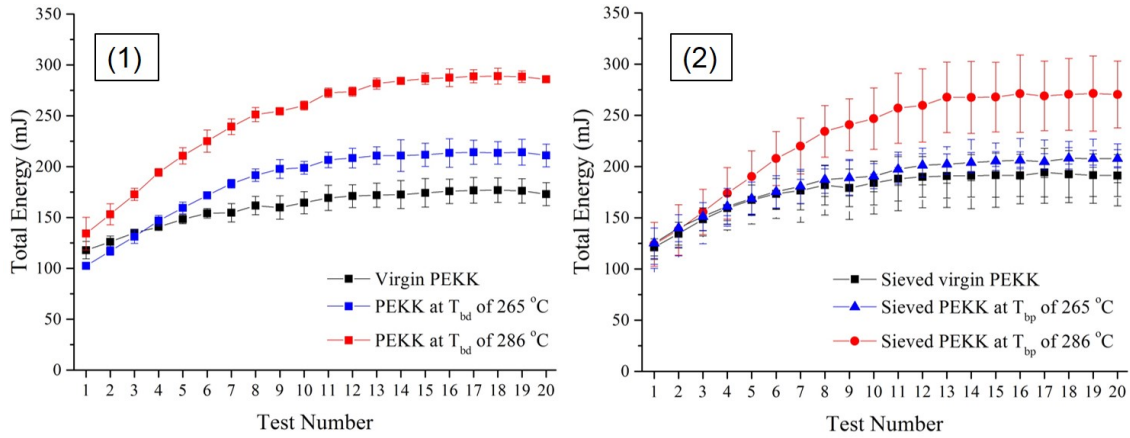 (1)
Total Energy (mJ)
350
300
250
200
150
100
50
0
Virgin PEKK
PEKK at Tbd of 265 °C
PEKK at Tbd of 286 °C
1 2 3 4 5 6 7 8 9 10 11 12 13 14 15 16 17 18 19 20
Test Number
(2)
Total Energy (mJ)
350
300
250
200
150
100
50
0
Sieved virgin PEKK
Sieved PEKK at Tbp of 265 °C
Sieved PEKK at Tbp of 286 °C
1 2 3 4 5 6 7 8 9 10 11 12 13 14 15 16 17 18 19 20
Test Number